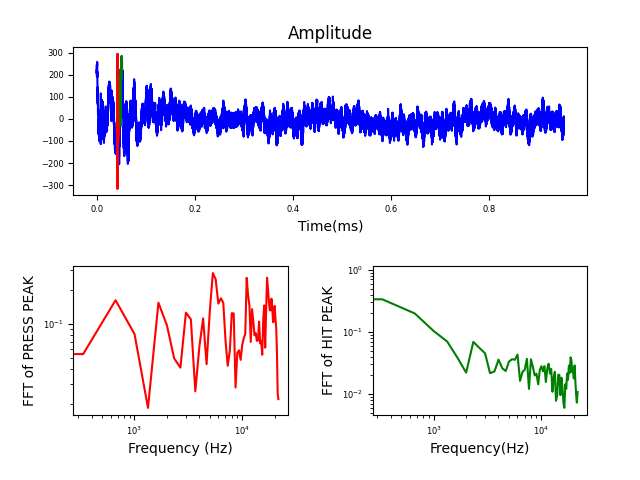 Amplitude
300
200
100
0
−100
−200
−300
0.0 0.2 0.4 0.6 0.8
Time(ms)
FFT of PRESS PEAK
10⁻¹
10³ 10⁴
Frequency (Hz)
FFT of HIT PEAK
10⁰
10⁻¹
10⁻²
10³ 10⁴
Frequency(Hz)